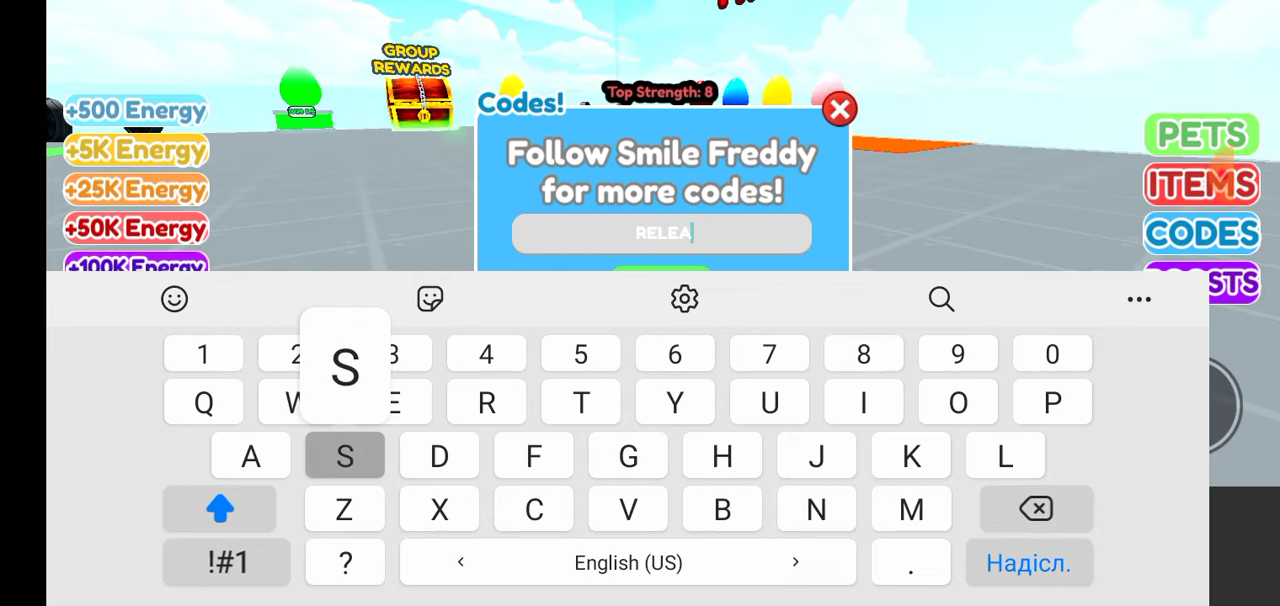 GROUP
REWARDS
Top Strength: 8
Codes!
+500 Energy
+5K Energy
+25K Energy
+50K Energy
+100K Energy
Follow Smile Freddy
for more codes!
RELEA
PETS
ITEMS
CODES
S
1 2 3 4 5 6 7 8 9 0
Q W E R T Y U I O P
A S D F G H J K L
Z X C V B N M
!#1 ? < English (US) > . Надісл.